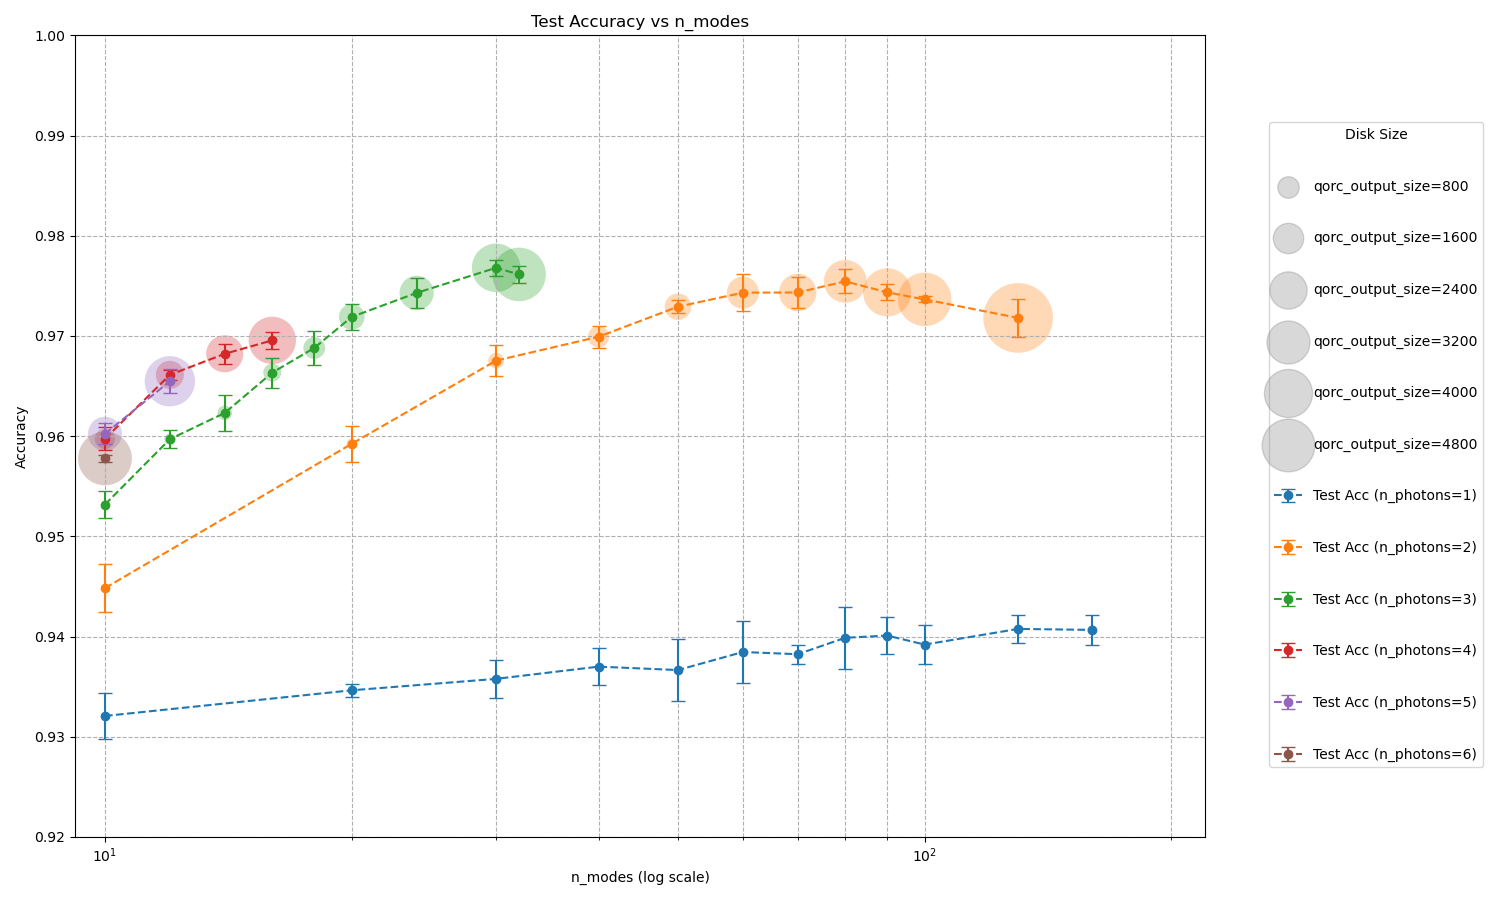 Test Accuracy vs n_modes
1.00
0.99
0.98
0.97
0.96
0.95
0.94
0.93
0.92
Accuracy
10¹
10²
n_modes (log scale)
Disk Size
qorc_output_size=800
qorc_output_size=1600
qorc_output_size=2400
qorc_output_size=3200
qorc_output_size=4000
qorc_output_size=4800
Test Acc (n_photons=1)
Test Acc (n_photons=2)
Test Acc (n_photons=3)
Test Acc (n_photons=4)
Test Acc (n_photons=5)
Test Acc (n_photons=6)